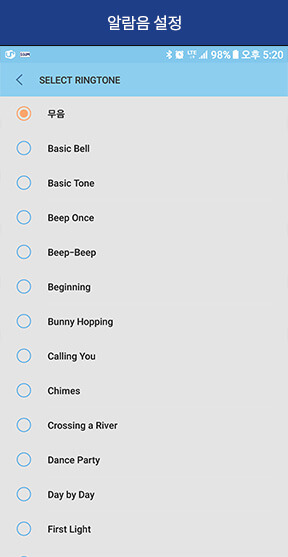 알람음 설정
LTE 98% 오후 5:20
SELECT RINGTONE
무음
Basic Bell
Basic Tone
Beep Once
Beep-Beep
Beginning
Bunny Hopping
Calling You
Chimes
Crossing a River
Dance Party
Day by Day
First Light